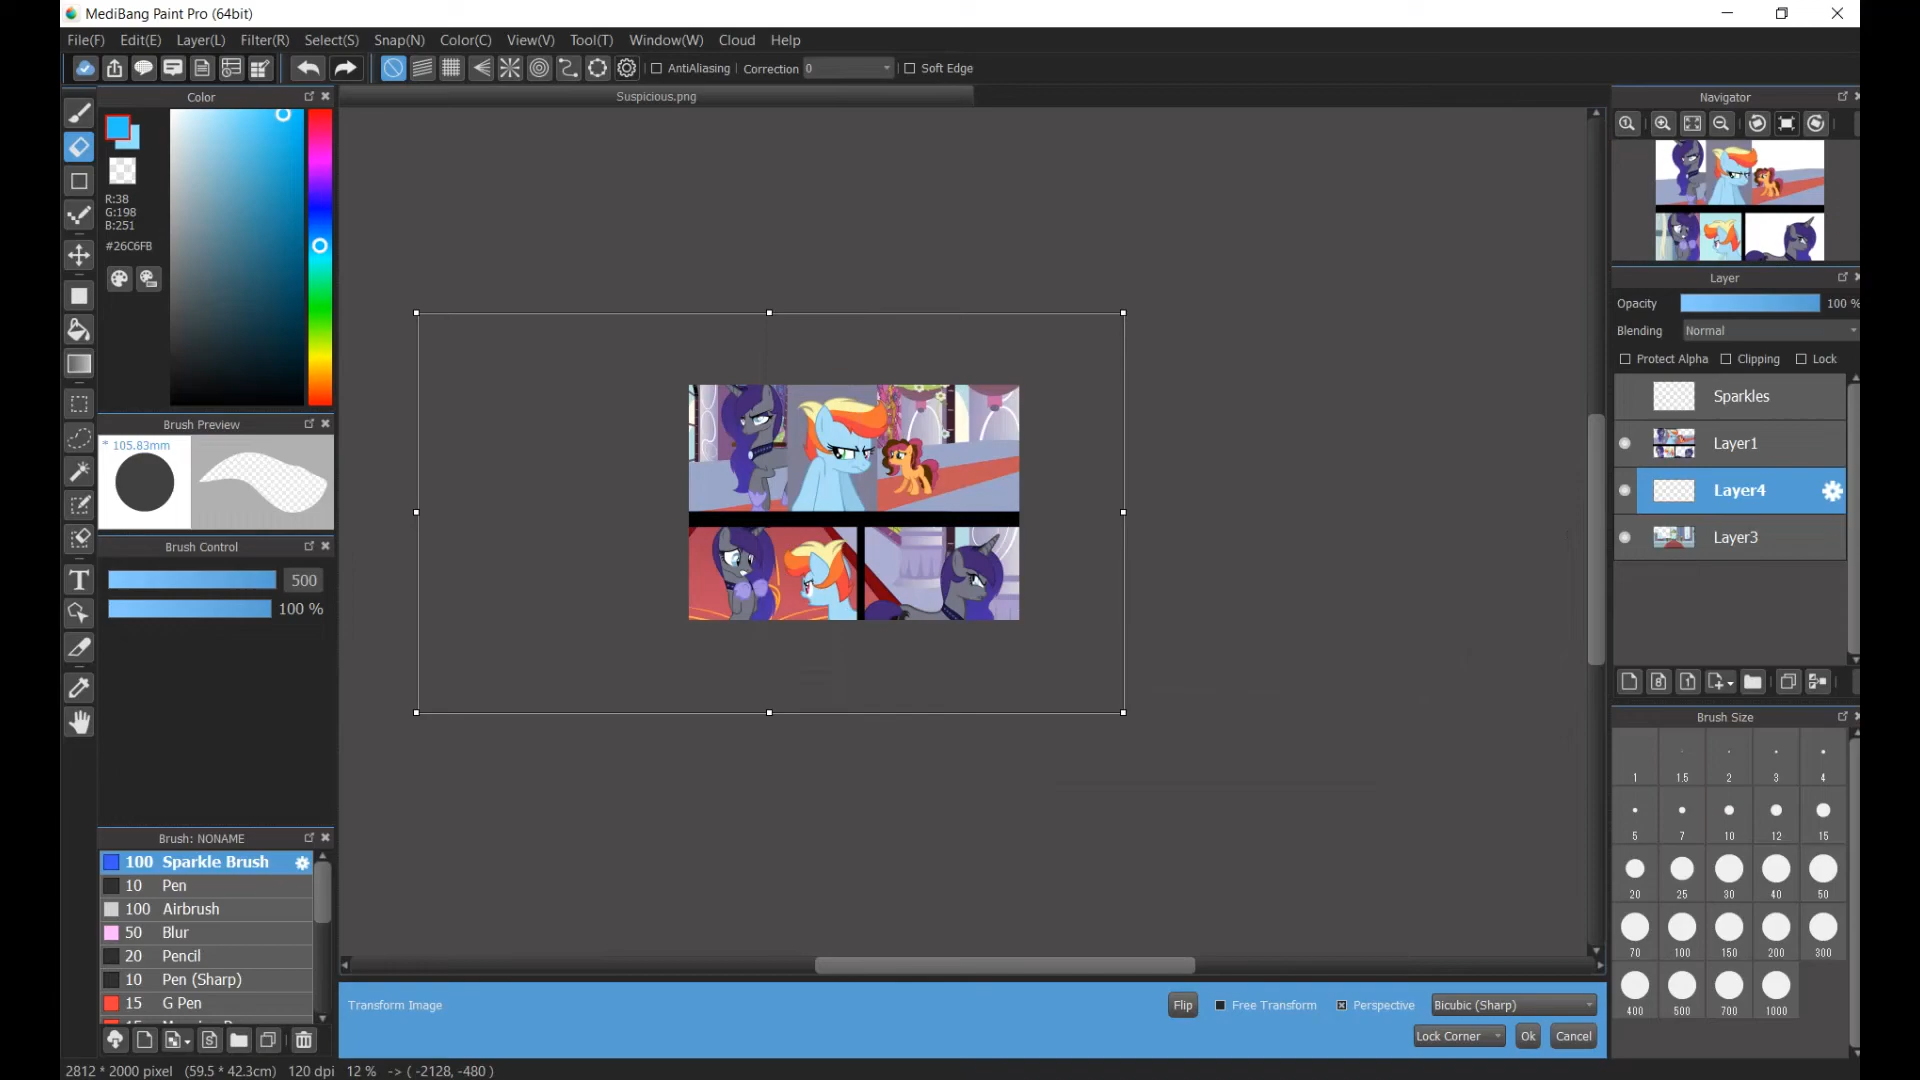 MediBang Paint Pro (64bit)
File(F) Edit(E) Layer(L) Filter(R) Select(S) Snap(N) Color(C) View(V) Tool(T) Window(W) Cloud Help
AntiAliasing Correction 0 Soft Edge
Color
Suspicious.png
Navigator
R:38
G:198
B:251
#26C6FB
Layer
Opacity 100 %
Blending Normal
Protect Alpha Clipping Lock
Sparkles
Layer1
Layer4
Layer3
Brush Preview
* 105.83mm
Brush Control
500
100 %
Brush Size
1 1.5 2 3 4
5 7 10 12 15
20 25 30 40 50
70 100 150 200 300
400 500 700 1000
Brush: NONAME
100 Sparkle Brush
10 Pen
100 Airbrush
50 Blur
20 Pencil
10 Pen (Sharp)
15 G Pen
Transform Image
Flip Free Transform Perspective Bicubic (Sharp)
Lock Corner Ok Cancel
2812 * 2000 pixel (59.5 * 42.3cm) 120 dpi 12 % -> ( -2128, -480 )